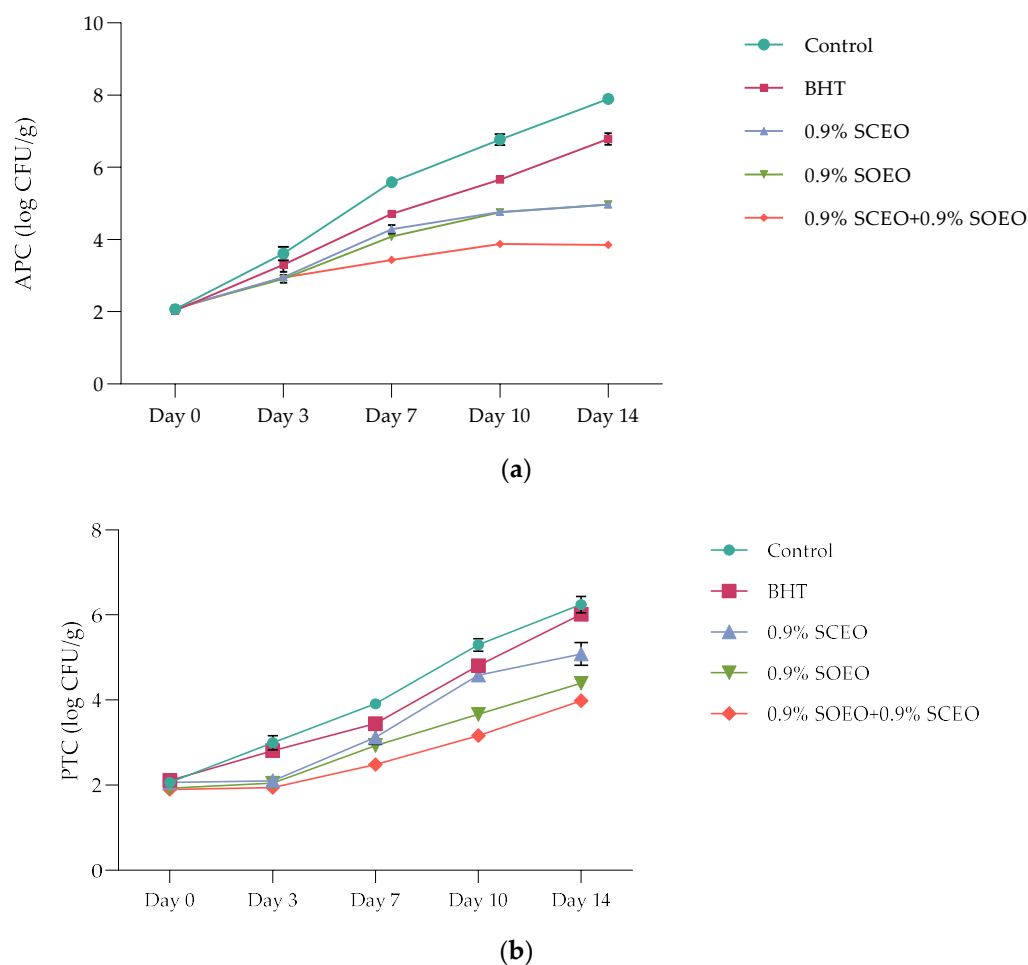 APC (log CFU/g)
10
8
6
4
2
0
Day 0 Day 3 Day 7 Day 10 Day 14
Control
BHT
0.9% SCEO
0.9% SOEO
0.9% SCEO+0.9% SOEO
(a)
PTC (log CFU/g)
8
6
4
2
0
Day 0 Day 3 Day 7 Day 10 Day 14
Control
BHT
0.9% SCEO
0.9% SOEO
0.9% SOEO+0.9% SCEO
(b)